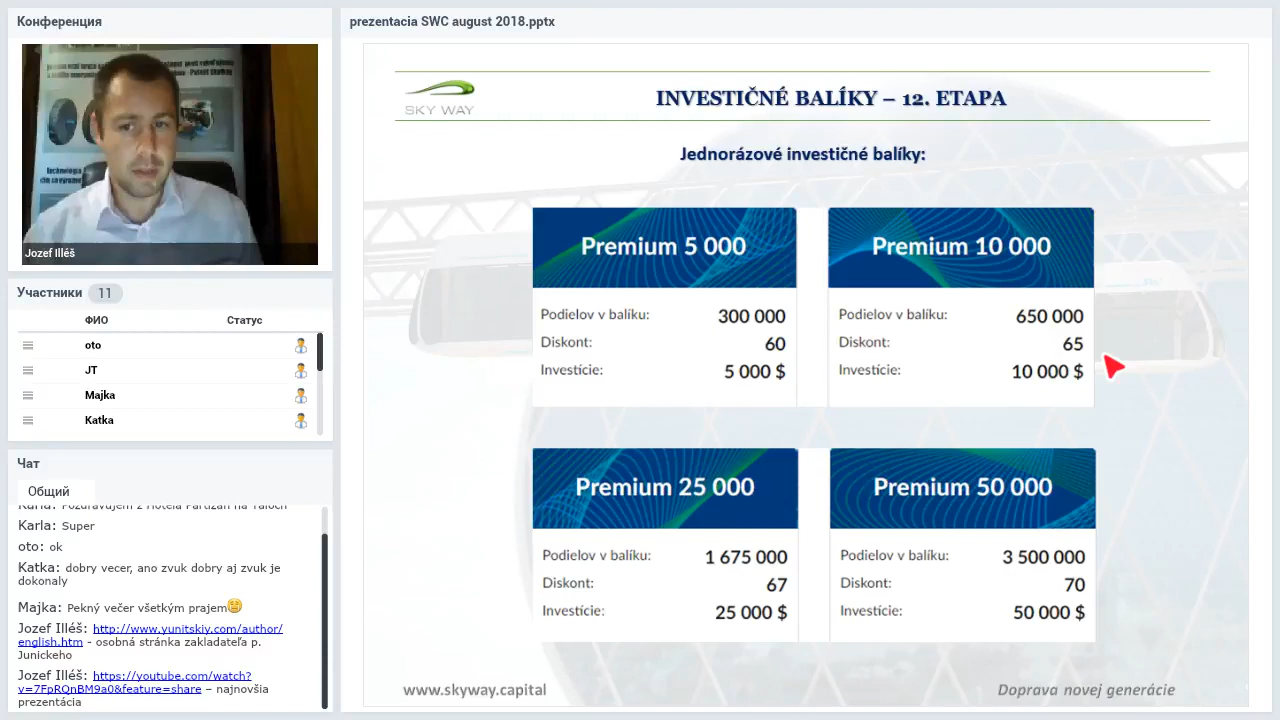 Конференция
Jozef Illéš
Участники 11
ФИО Статус
oto
JT
Majka
Katka
Чат
Общий
Karla: Pozdravujem z Hotela Partizán na Táľoch
Karla: Super
oto: ok
Katka: dobry vecer, ano zvuk dobry aj zvuk je
dokonaly
Majka: Pekný večer všetkým prajem
Jozef Illéš: http://www.yunitskiy.com/author/
english.htm - osobná stránka zakladateľa p.
Junickeho
Jozef Illéš: https://youtube.com/watch?
v=7FpRQnBM9a0&feature=share – najnovšia
prezentácia
prezentacia SWC august 2018.pptx
SKY WAY
INVESTIČNÉ BALÍKY – 12. ETAPA
Jednorázové investičné balíky:
Premium 5 000
Podielov v balíku: 300 000
Diskont: 60
Investície: 5 000 $
Premium 10 000
Podielov v balíku: 650 000
Diskont: 65
Investície: 10 000 $
Premium 25 000
Podielov v balíku: 1 675 000
Diskont: 67
Investície: 25 000 $
Premium 50 000
Podielov v balíku: 3 500 000
Diskont: 70
Investície: 50 000 $
www.skyway.capital
Doprava novej generácie